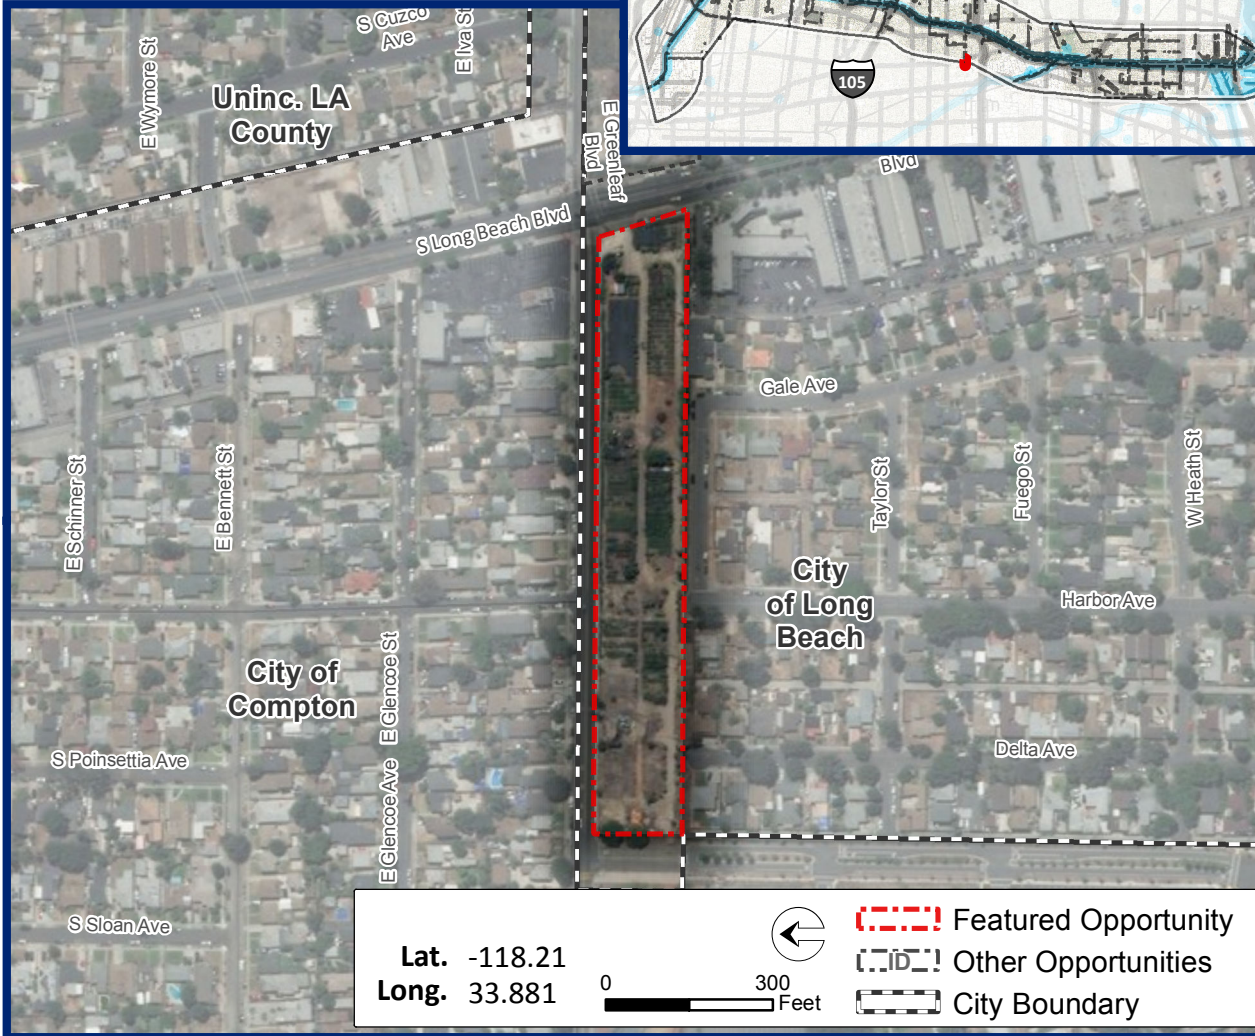 S Cuzco
Ave
E Iva St
E Wymore St
105
Uninc. LA
County
E Greenleaf
Blvd
Blvd
S Long Beach Blvd
Gale Ave
E Schinner St
E Bennett St
Taylor St
Fuego St
W Heath St
City
of Long
Beach
Harbor Ave
City of
Compton
E Glencoe St
S Poinsettia Ave
Delta Ave
E Glencoe Ave
S Sloan Ave
Lat. -118.21
Long. 33.881
0 300
Feet
Featured Opportunity
ID Other Opportunities
City Boundary